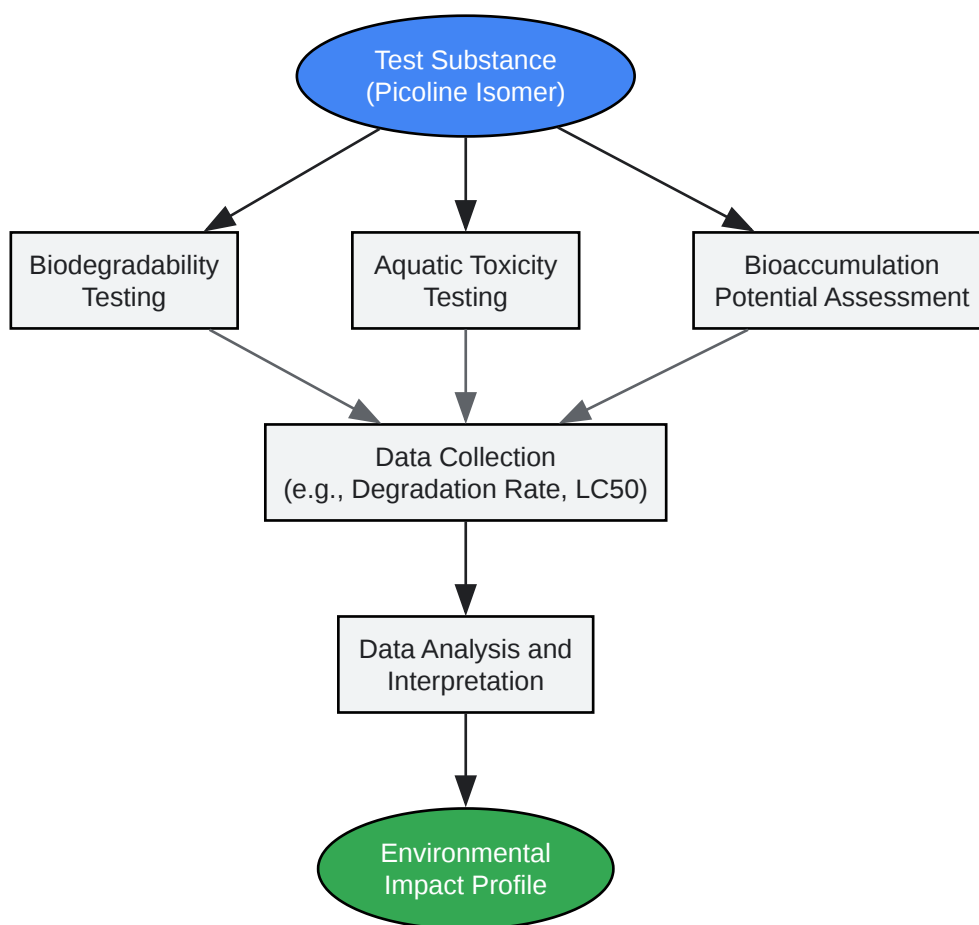 Test Substance
(Picoline Isomer)
Biodegradability
Testing
Aquatic Toxicity
Testing
Bioaccumulation
Potential Assessment
Data Collection
(e.g., Degradation Rate, LC50)
Data Analysis and
Interpretation
Environmental
Impact Profile